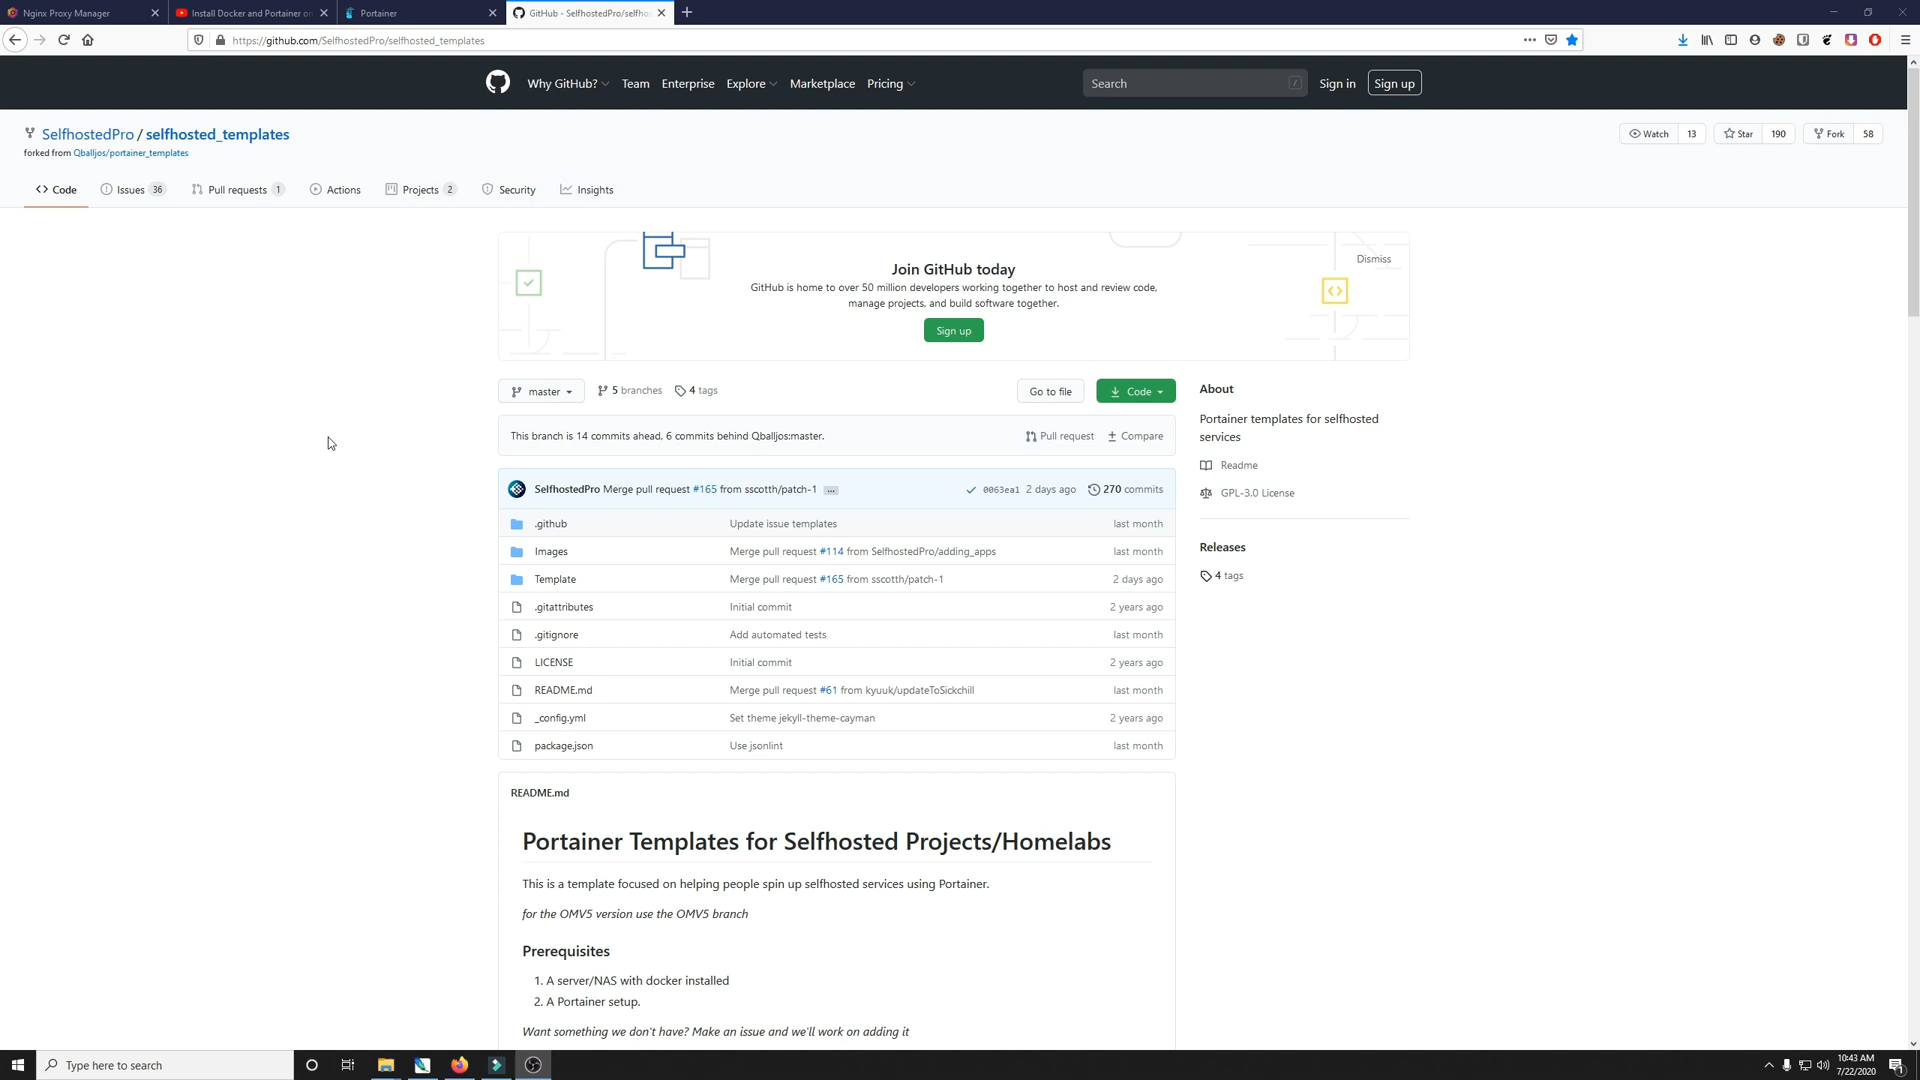 Nginx Proxy Manager
Install Docker and Portainer on
Portainer
GitHub - SelfhostedPro/selfhos
https://github.com/SelfhostedPro/selfhosted_templates
Why GitHub?
Team
Enterprise
Explore
Marketplace
Pricing
Search
/
Sign in
Sign up
SelfhostedPro / selfhosted_templates
forked from Qballjos/portainer_templates
Watch 13
Star 190
Fork 58
Code
Issues 36
Pull requests 1
Actions
Projects 2
Security
Insights
Join GitHub today
Dismiss
GitHub is home to over 50 million developers working together to host and review code,
manage projects, and build software together.
Sign up
master
5 branches
4 tags
Go to file
Code
This branch is 14 commits ahead, 6 commits behind Qballjos:master.
Pull request
Compare
SelfhostedPro Merge pull request #165 from sscotth/patch-1 ...
0063ea1 2 days ago
270 commits
.github Update issue templates last month
Images Merge pull request #114 from SelfhostedPro/adding_apps last month
Template Merge pull request #165 from sscotth/patch-1 2 days ago
.gitattributes Initial commit 2 years ago
.gitignore Add automated tests last month
LICENSE Initial commit 2 years ago
README.md Merge pull request #61 from kyuuk/updateToSickchill last month
_config.yml Set theme jekyll-theme-cayman 2 years ago
package.json Use jsonlint last month
About
Portainer templates for selfhosted
services
Readme
GPL-3.0 License
Releases
4 tags
README.md
Portainer Templates for Selfhosted Projects/Homelabs
This is a template focused on helping people spin up selfhosted services using Portainer.
for the OMV5 version use the OMV5 branch
Prerequisites
1. A server/NAS with docker installed
2. A Portainer setup.
Want something we don't have? Make an issue and we'll work on adding it
Type here to search
10:43 AM
7/22/2020
1